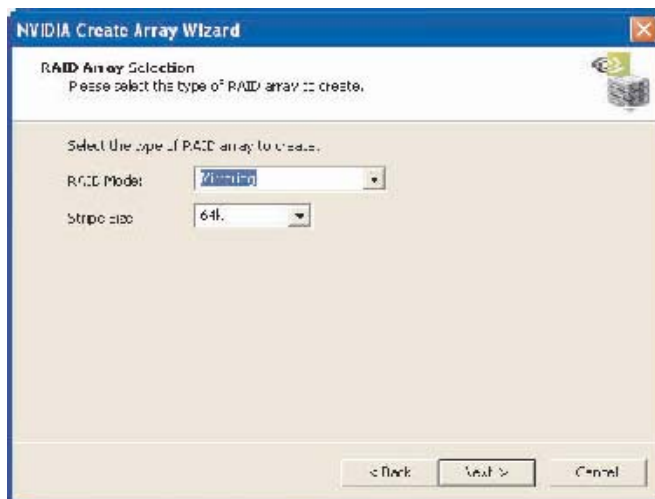 NVIDIA Create Array Wizard
RAID Array Selection
Please select the type of RAID array to create.
Select the type of RAID array to create.
RAID Mode:
Mirroring
Stripe Size
64k
< Back
Next >
Cancel